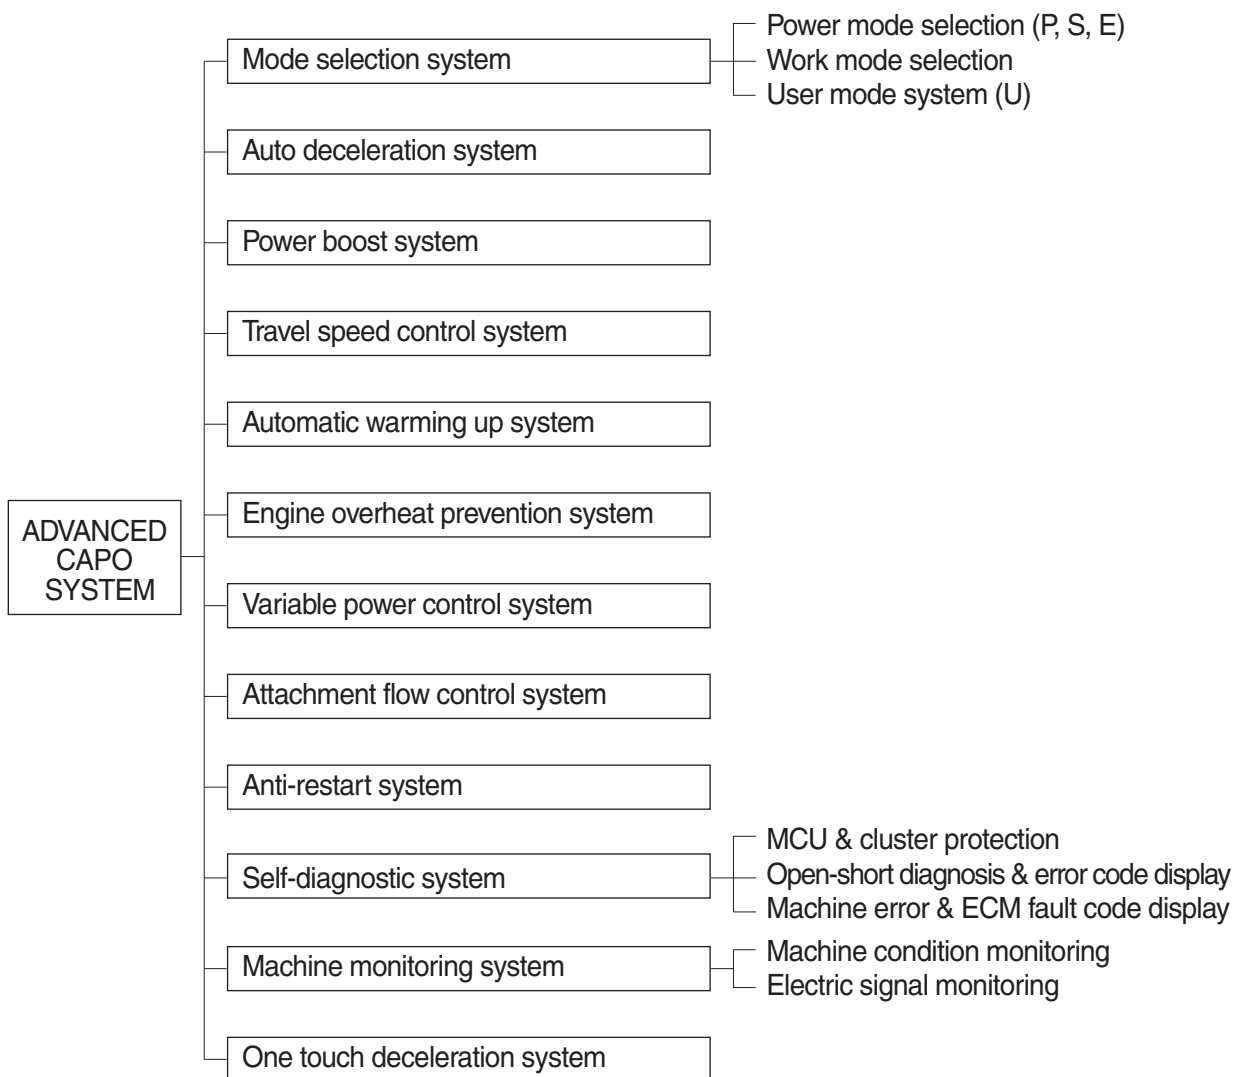 Power mode selection (P, S, E)
Mode selection system
Work mode selection
User mode system (U)
Auto deceleration system
Power boost system
Travel speed control system
Automatic warming up system
Engine overheat prevention system
ADVANCED
CAPO
SYSTEM
Variable power control system
Attachment flow control system
Anti-restart system
MCU & cluster protection
Self-diagnostic system
Open-short diagnosis & error code display
Machine error & ECM fault code display
Machine condition monitoring
Machine monitoring system
Electric signal monitoring
One touch deceleration system